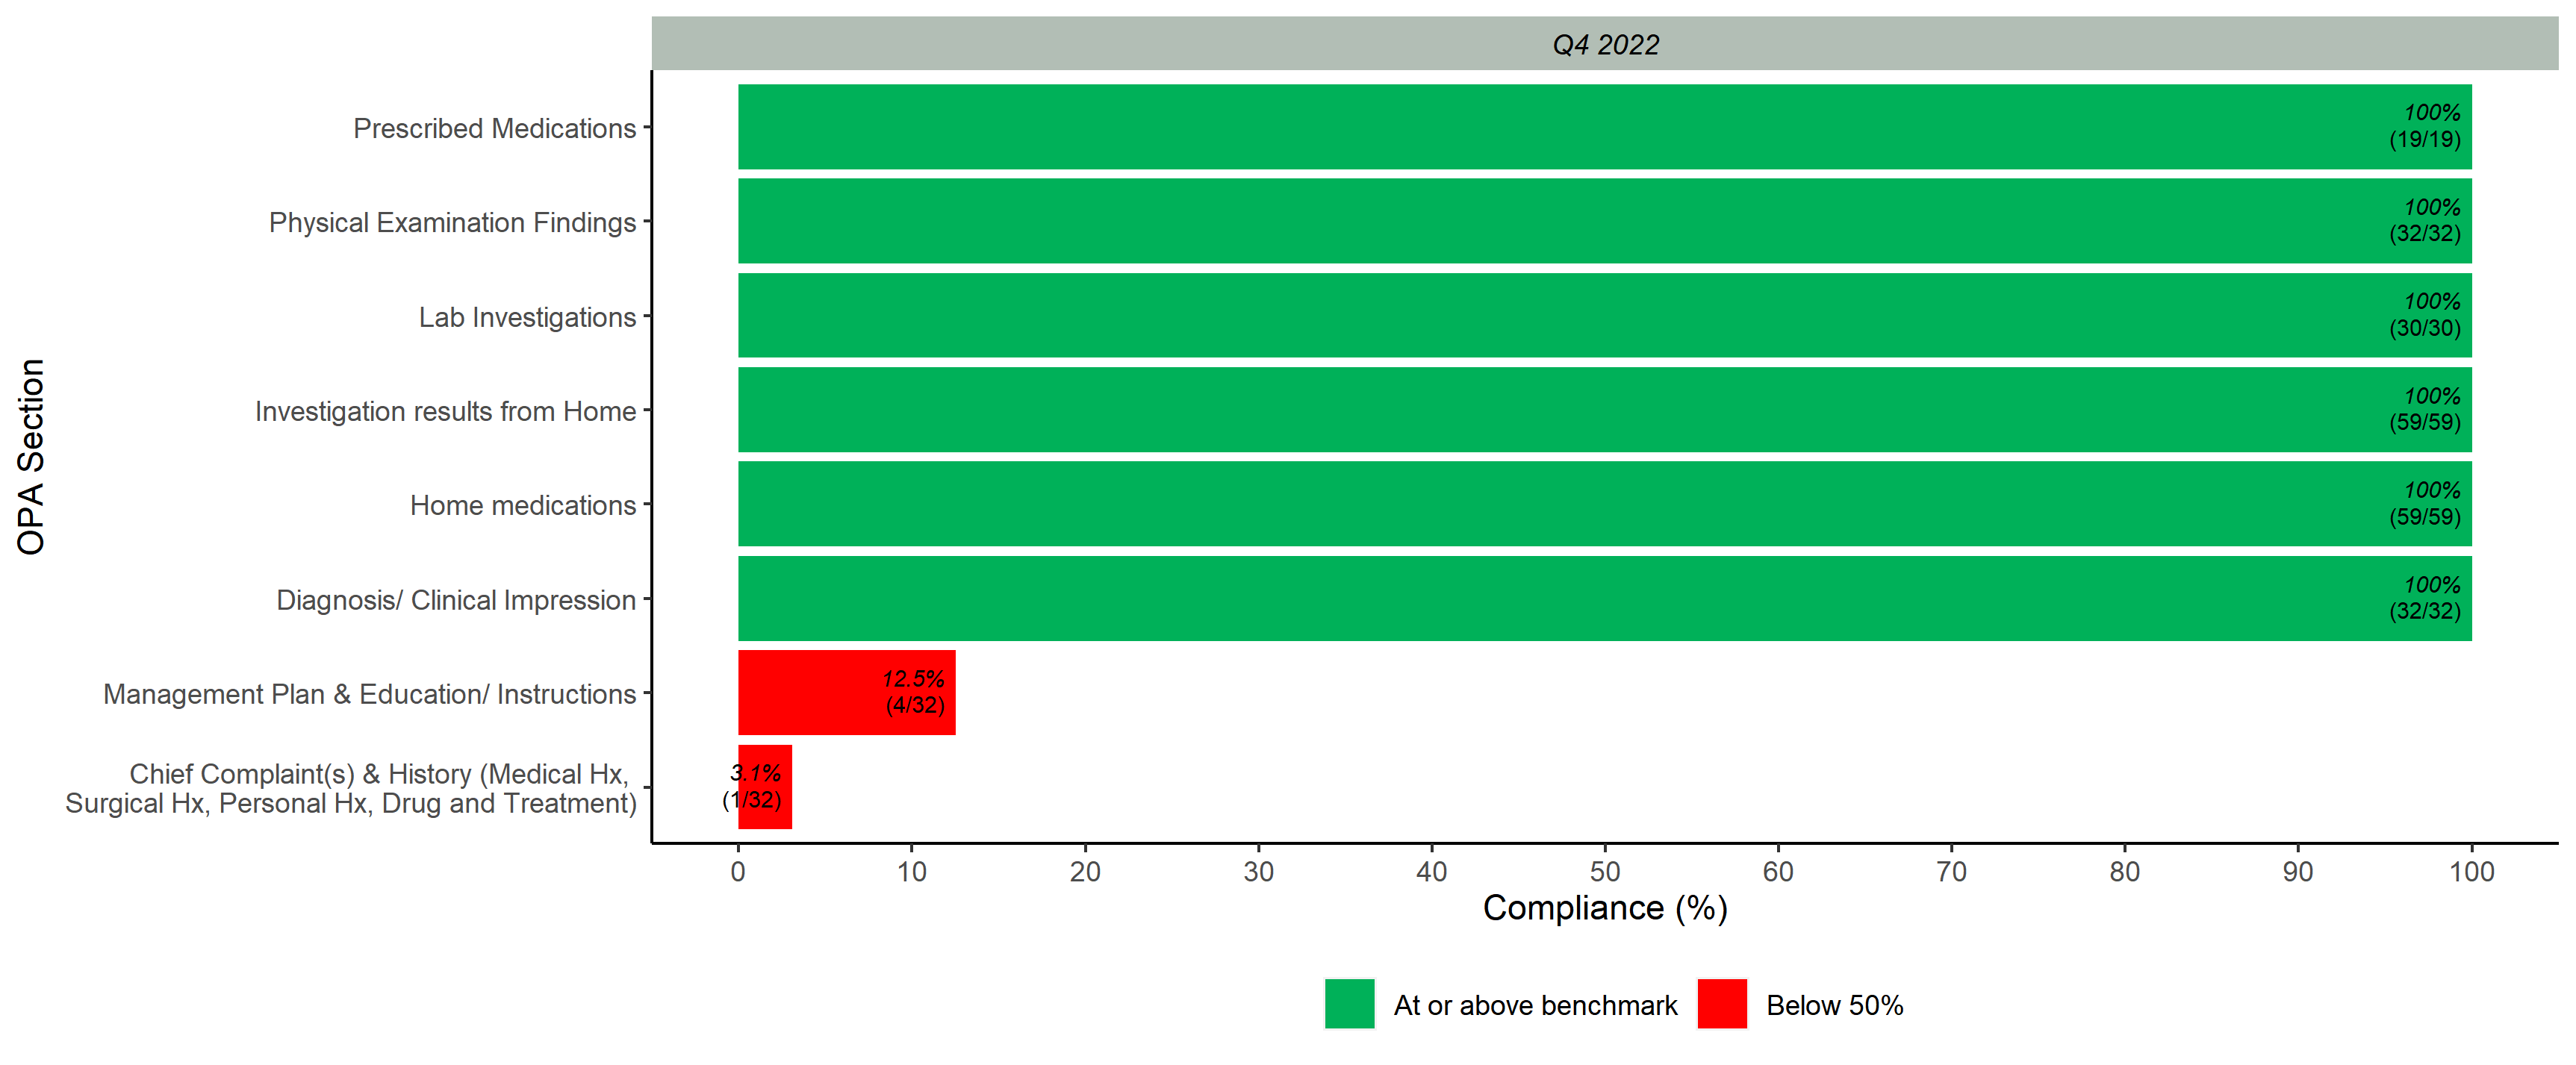 Q4 2022
OPA Section
Prescribed Medications
100%
(19/19)
Physical Examination Findings
100%
(32/32)
Lab Investigations
100%
(30/30)
Investigation results from Home
100%
(59/59)
Home medications
100%
(59/59)
Diagnosis/ Clinical Impression
100%
(32/32)
Management Plan & Education/ Instructions
12.5%
(4/32)
Chief Complaint(s) & History (Medical Hx,
Surgical Hx, Personal Hx, Drug and Treatment)
3.1%
(1/32)
0 10 20 30 40 50 60 70 80 90 100
Compliance (%)
At or above benchmark Below 50%